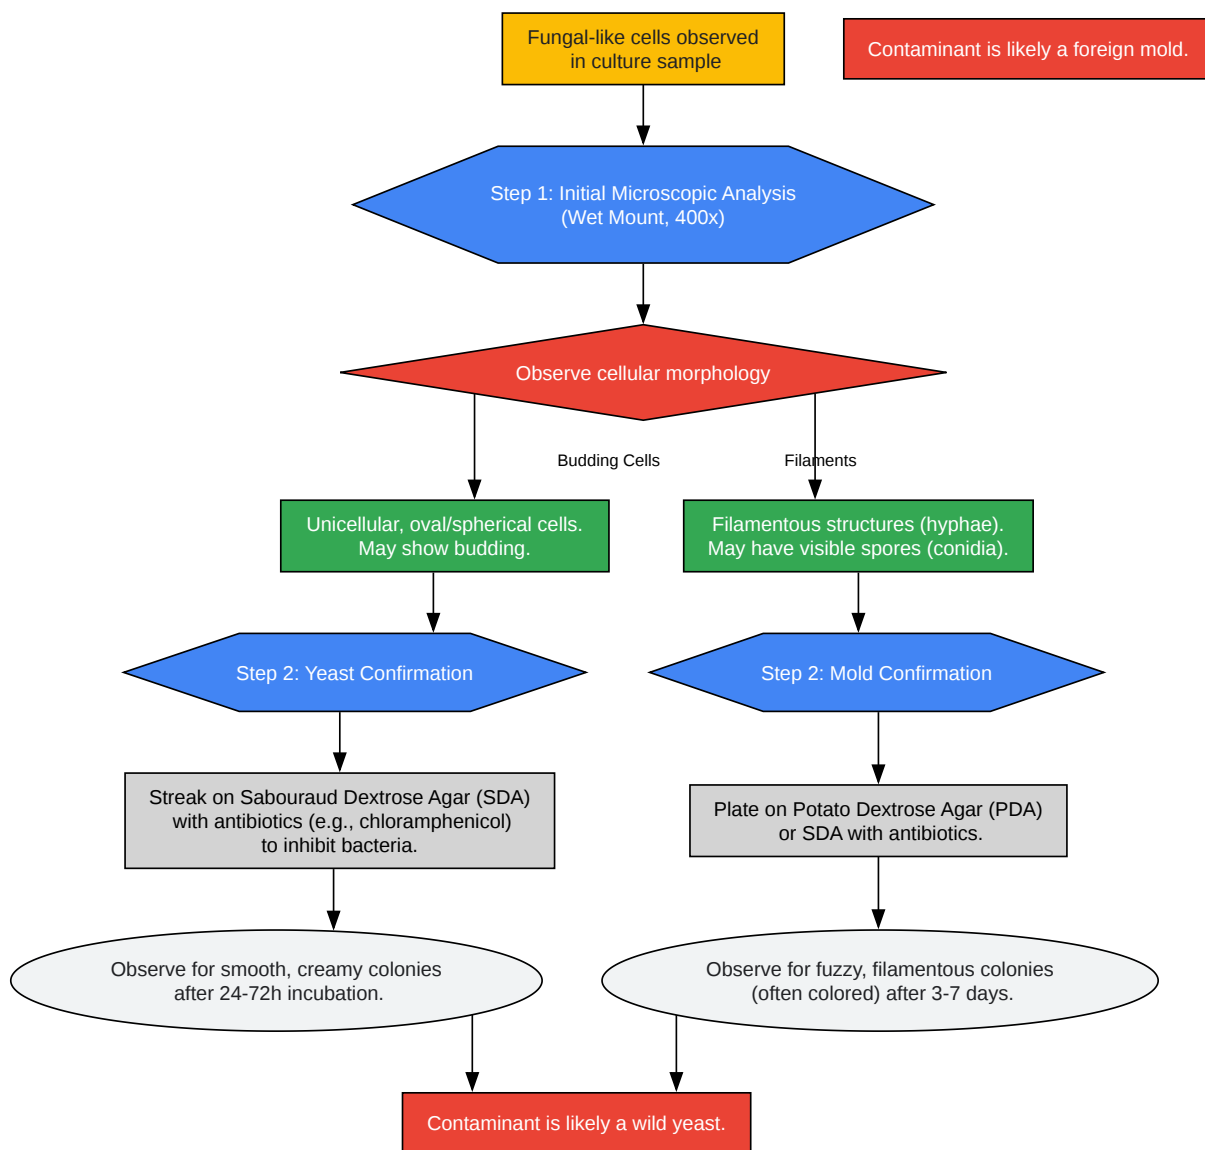 Fungal-like cells observed
in culture sample
Contaminant is likely a foreign mold.
Step 1: Initial Microscopic Analysis
(Wet Mount, 400x)
Observe cellular morphology
Budding Cells
Filaments
Unicellular, oval/spherical cells.
May show budding.
Filamentous structures (hyphae).
May have visible spores (conidia).
Step 2: Yeast Confirmation
Step 2: Mold Confirmation
Streak on Sabouraud Dextrose Agar (SDA)
with antibiotics (e.g., chloramphenicol)
to inhibit bacteria.
Plate on Potato Dextrose Agar (PDA)
or SDA with antibiotics.
Observe for smooth, creamy colonies
after 24-72h incubation.
Observe for fuzzy, filamentous colonies
(often colored) after 3-7 days.
Contaminant is likely a wild yeast.